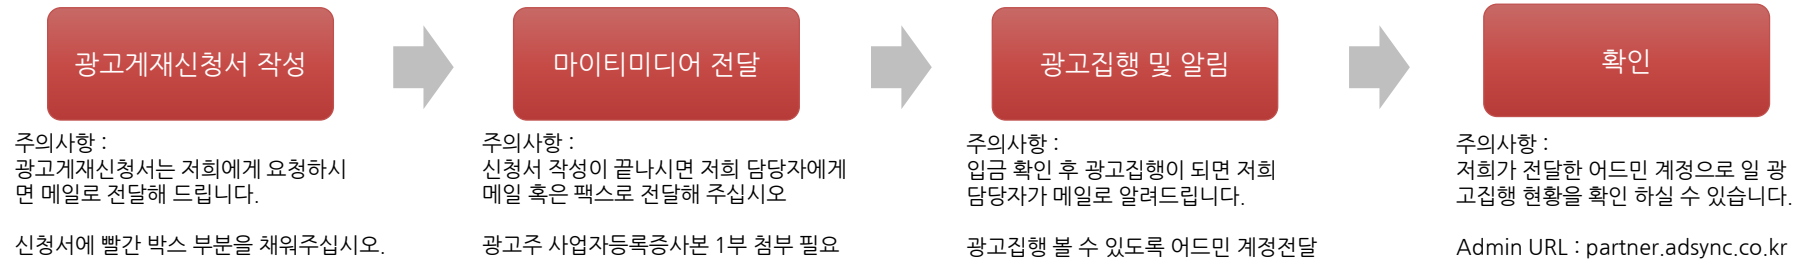 광고게재신청서 작성
주의사항 :
광고게재신청서는 저희에게 요청하시
면 메일로 전달해 드립니다.
신청서에 빨간 박스 부분을 채워주십시오.
마이티미디어 전달
주의사항 :
신청서 작성이 끝나시면 저희 담당자에게
메일 혹은 팩스로 전달해 주십시오
광고주 사업자등록증사본 1부 첨부 필요
광고집행 및 알림
주의사항 :
입금 확인 후 광고집행이 되면 저희
담당자가 메일로 알려드립니다.
광고집행 볼 수 있도록 어드민 계정전달
확인
주의사항 :
저희가 전달한 어드민 계정으로 일 광
고집행 현황을 확인 하실 수 있습니다.
Admin URL : partner.adsync.co.kr